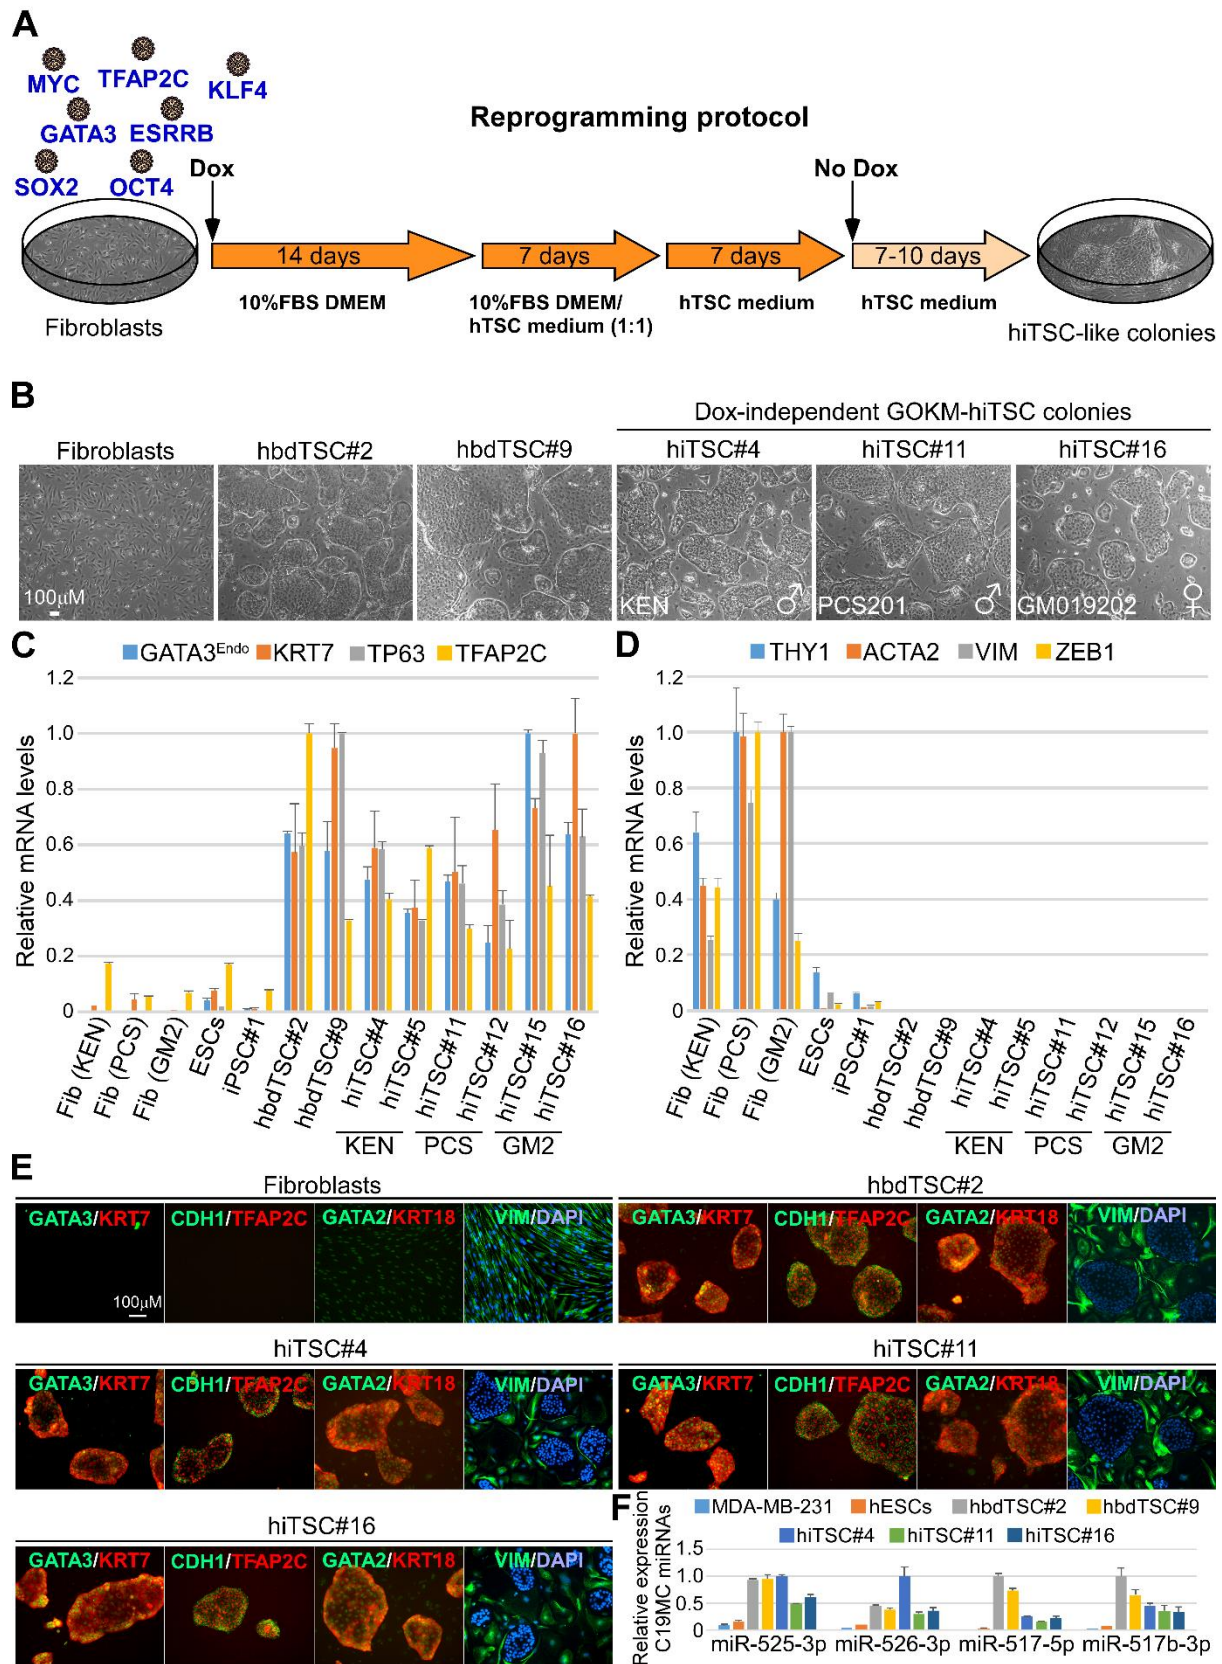 A
MYC
TFAP2C
KLF4
GATA3
ESRRB
SOX2
OCT4
Reprogramming protocol
Dox
No Dox
14 days
7 days
7 days
7-10 days
10%FBS DMEM
10%FBS DMEM/
hTSC medium (1:1)
hTSC medium
hTSC medium
Fibroblasts
hiTSC-like colonies
B
Dox-independent GOKM-hiTSC colonies
Fibroblasts
hbdTSC#2
hbdTSC#9
hiTSC#4
hiTSC#11
hiTSC#16
100µM
KEN ♂
PCS201 ♂
GM019202 ♀
C
GATA3Endo KRT7 TP63 TFAP2C
Relative mRNA levels
1.2
1.0
0.8
0.6
0.4
0.2
0
Fib (KEN)
Fib (PCS)
Fib (GM2)
ESCs
iPSC#1
hbdTSC#2
hbdTSC#9
hiTSC#4
hiTSC#5
hiTSC#11
hiTSC#12
hiTSC#15
hiTSC#16
KEN
PCS
GM2
D
THY1 ACTA2 VIM ZEB1
Relative mRNA levels
1.2
1.0
0.8
0.6
0.4
0.2
0
Fib (KEN)
Fib (PCS)
Fib (GM2)
ESCs
iPSC#1
hbdTSC#2
hbdTSC#9
hiTSC#4
hiTSC#5
hiTSC#11
hiTSC#12
hiTSC#15
hiTSC#16
KEN
PCS
GM2
E
Fibroblasts
GATA3/KRT7
CDH1/TFAP2C
GATA2/KRT18
VIM/DAPI
100µM
hbdTSC#2
GATA3/KRT7
CDH1/TFAP2C
GATA2/KRT18
VIM/DAPI
hiTSC#4
GATA3/KRT7
CDH1/TFAP2C
GATA2/KRT18
VIM/DAPI
hiTSC#11
GATA3/KRT7
CDH1/TFAP2C
GATA2/KRT18
VIM/DAPI
hiTSC#16
GATA3/KRT7
CDH1/TFAP2C
GATA2/KRT18
VIM/DAPI
F
MDA-MB-231 hESCs hbdTSC#2 hbdTSC#9
hiTSC#4 hiTSC#11 hiTSC#16
Relative expression
C19MC miRNAs
1.5
1.0
0.5
0
miR-525-3p
miR-526-3p
miR-517-5p
miR-517b-3p